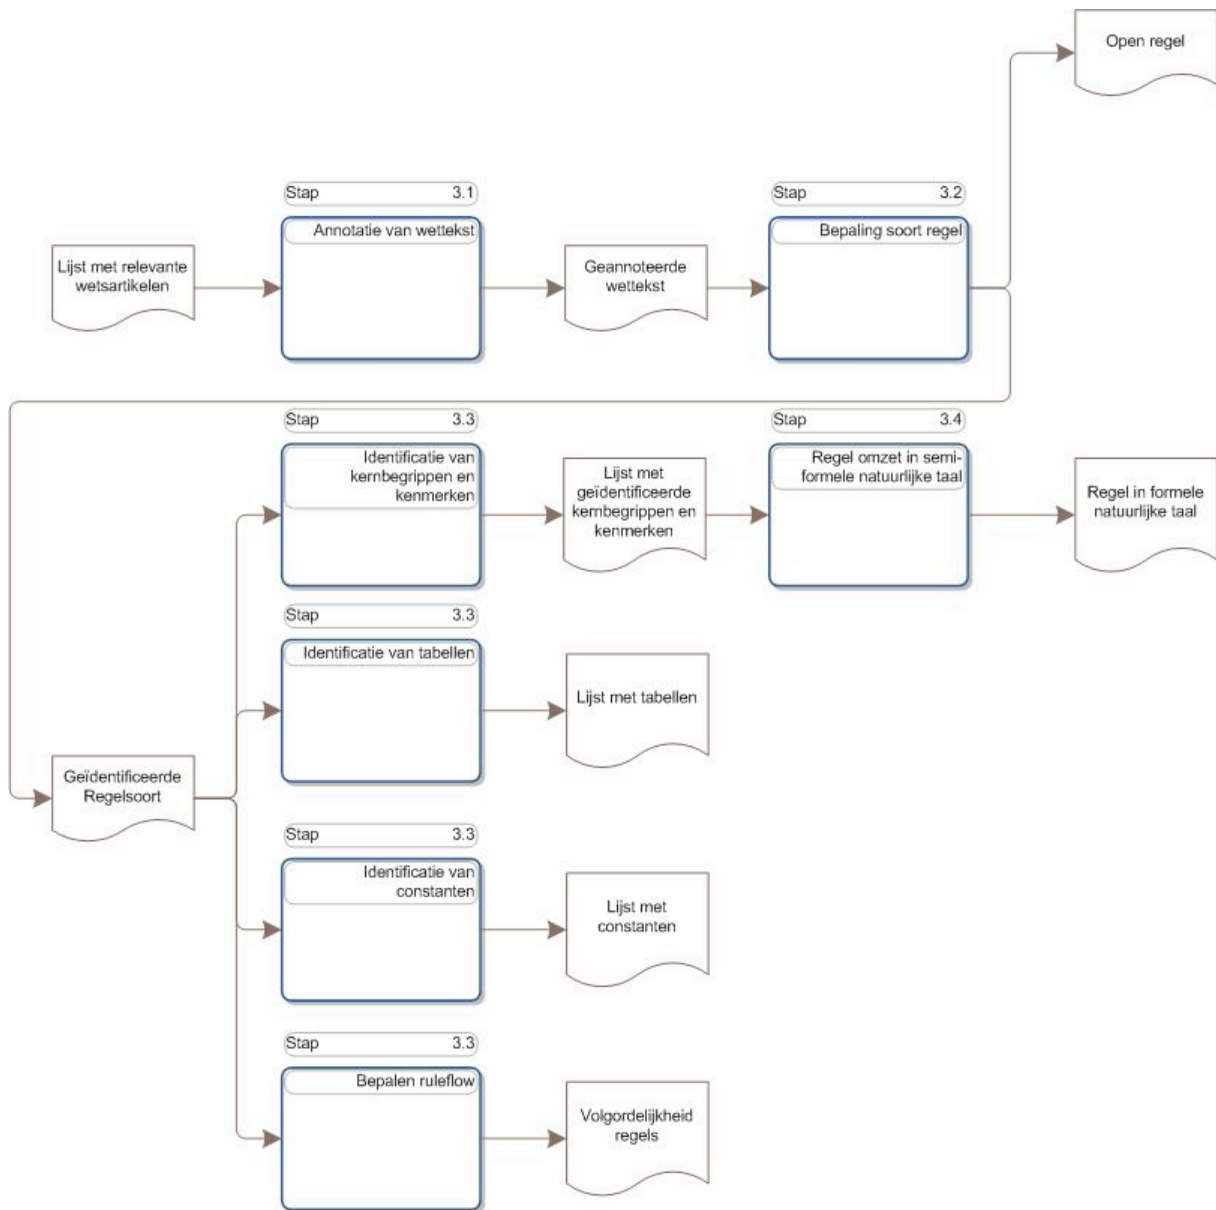 Open regel
Stap 3.1
Annotatie van wettekst
Stap 3.2
Bepaling soort regel
Lijst met relevante
wetsartikelen
Geannoteerde
wettekst
Stap 3.3
Identificatie van
kernbegrippen en
kenmerken
Lijst met
geïdentificeerde
kernbegrippen en
kenmerken
Stap 3.4
Regel omzet in semi-
formele natuurlijke taal
Regel in formele
natuurlijke taal
Stap 3.3
Identificatie van tabellen
Lijst met tabellen
Geïdentificeerde
Regelsoort
Stap 3.3
Identificatie van
constanten
Lijst met
constanten
Stap 3.3
Bepalen ruleflow
Volgordelijkheid
regels